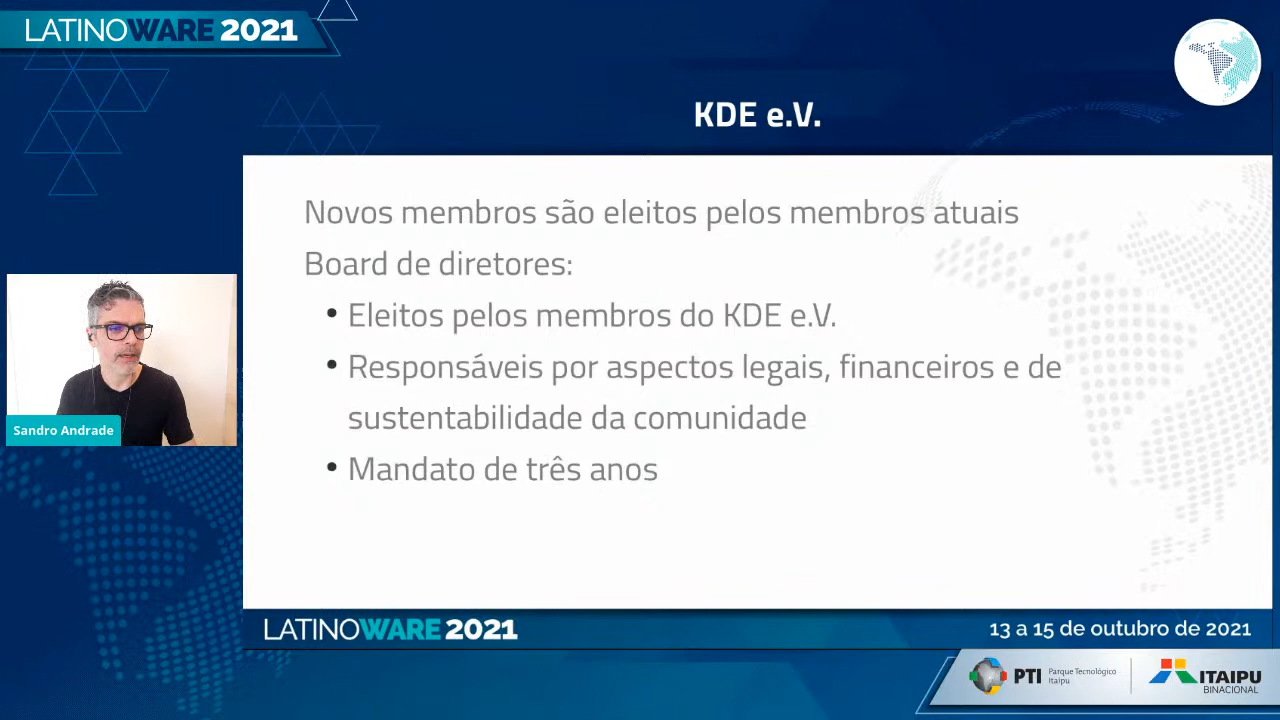 LATINOWARE 2021
KDE e.V.
Novos membros são eleitos pelos membros atuais
Board de diretores:
• Eleitos pelos membros do KDE e.V.
• Responsáveis por aspectos legais, financeiros e de
sustentabilidade da comunidade
• Mandato de três anos
Sandro Andrade
LATINOWARE 2021
13 a 15 de outubro de 2021
PTI
Parque Tecnológico
Itaipu
ITAIPU
BINACIONAL